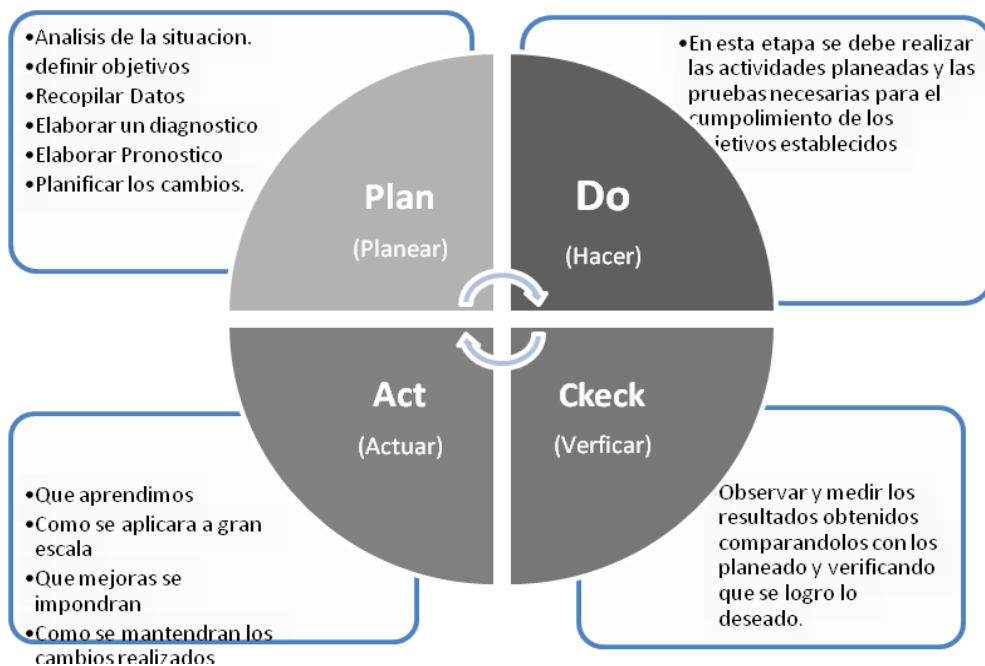 •Analisis de la situacion.
•definir objetivos
•Recopilar Datos
•Elaborar un diagnostico
•Elaborar Pronóstico
•Planificar los cambios.
Plan
(Planear)
Do
(Hacer)
•En esta etapa se debe realizar
las actividades planeadas y las
pruebas necesarias para el
cumpolimiento de los
jetivos establecidos
Act
(Actuar)
Ckeck
(Verficar)
•Que aprendimos
•Como se aplicara a gran
escala
•Que mejoras se
impondran
•Como se mantendran los
cambios realizados
Observar y medir los
resultados obtenidos
comparandolos con los
planeado y verificando
que se logro lo
deseado.